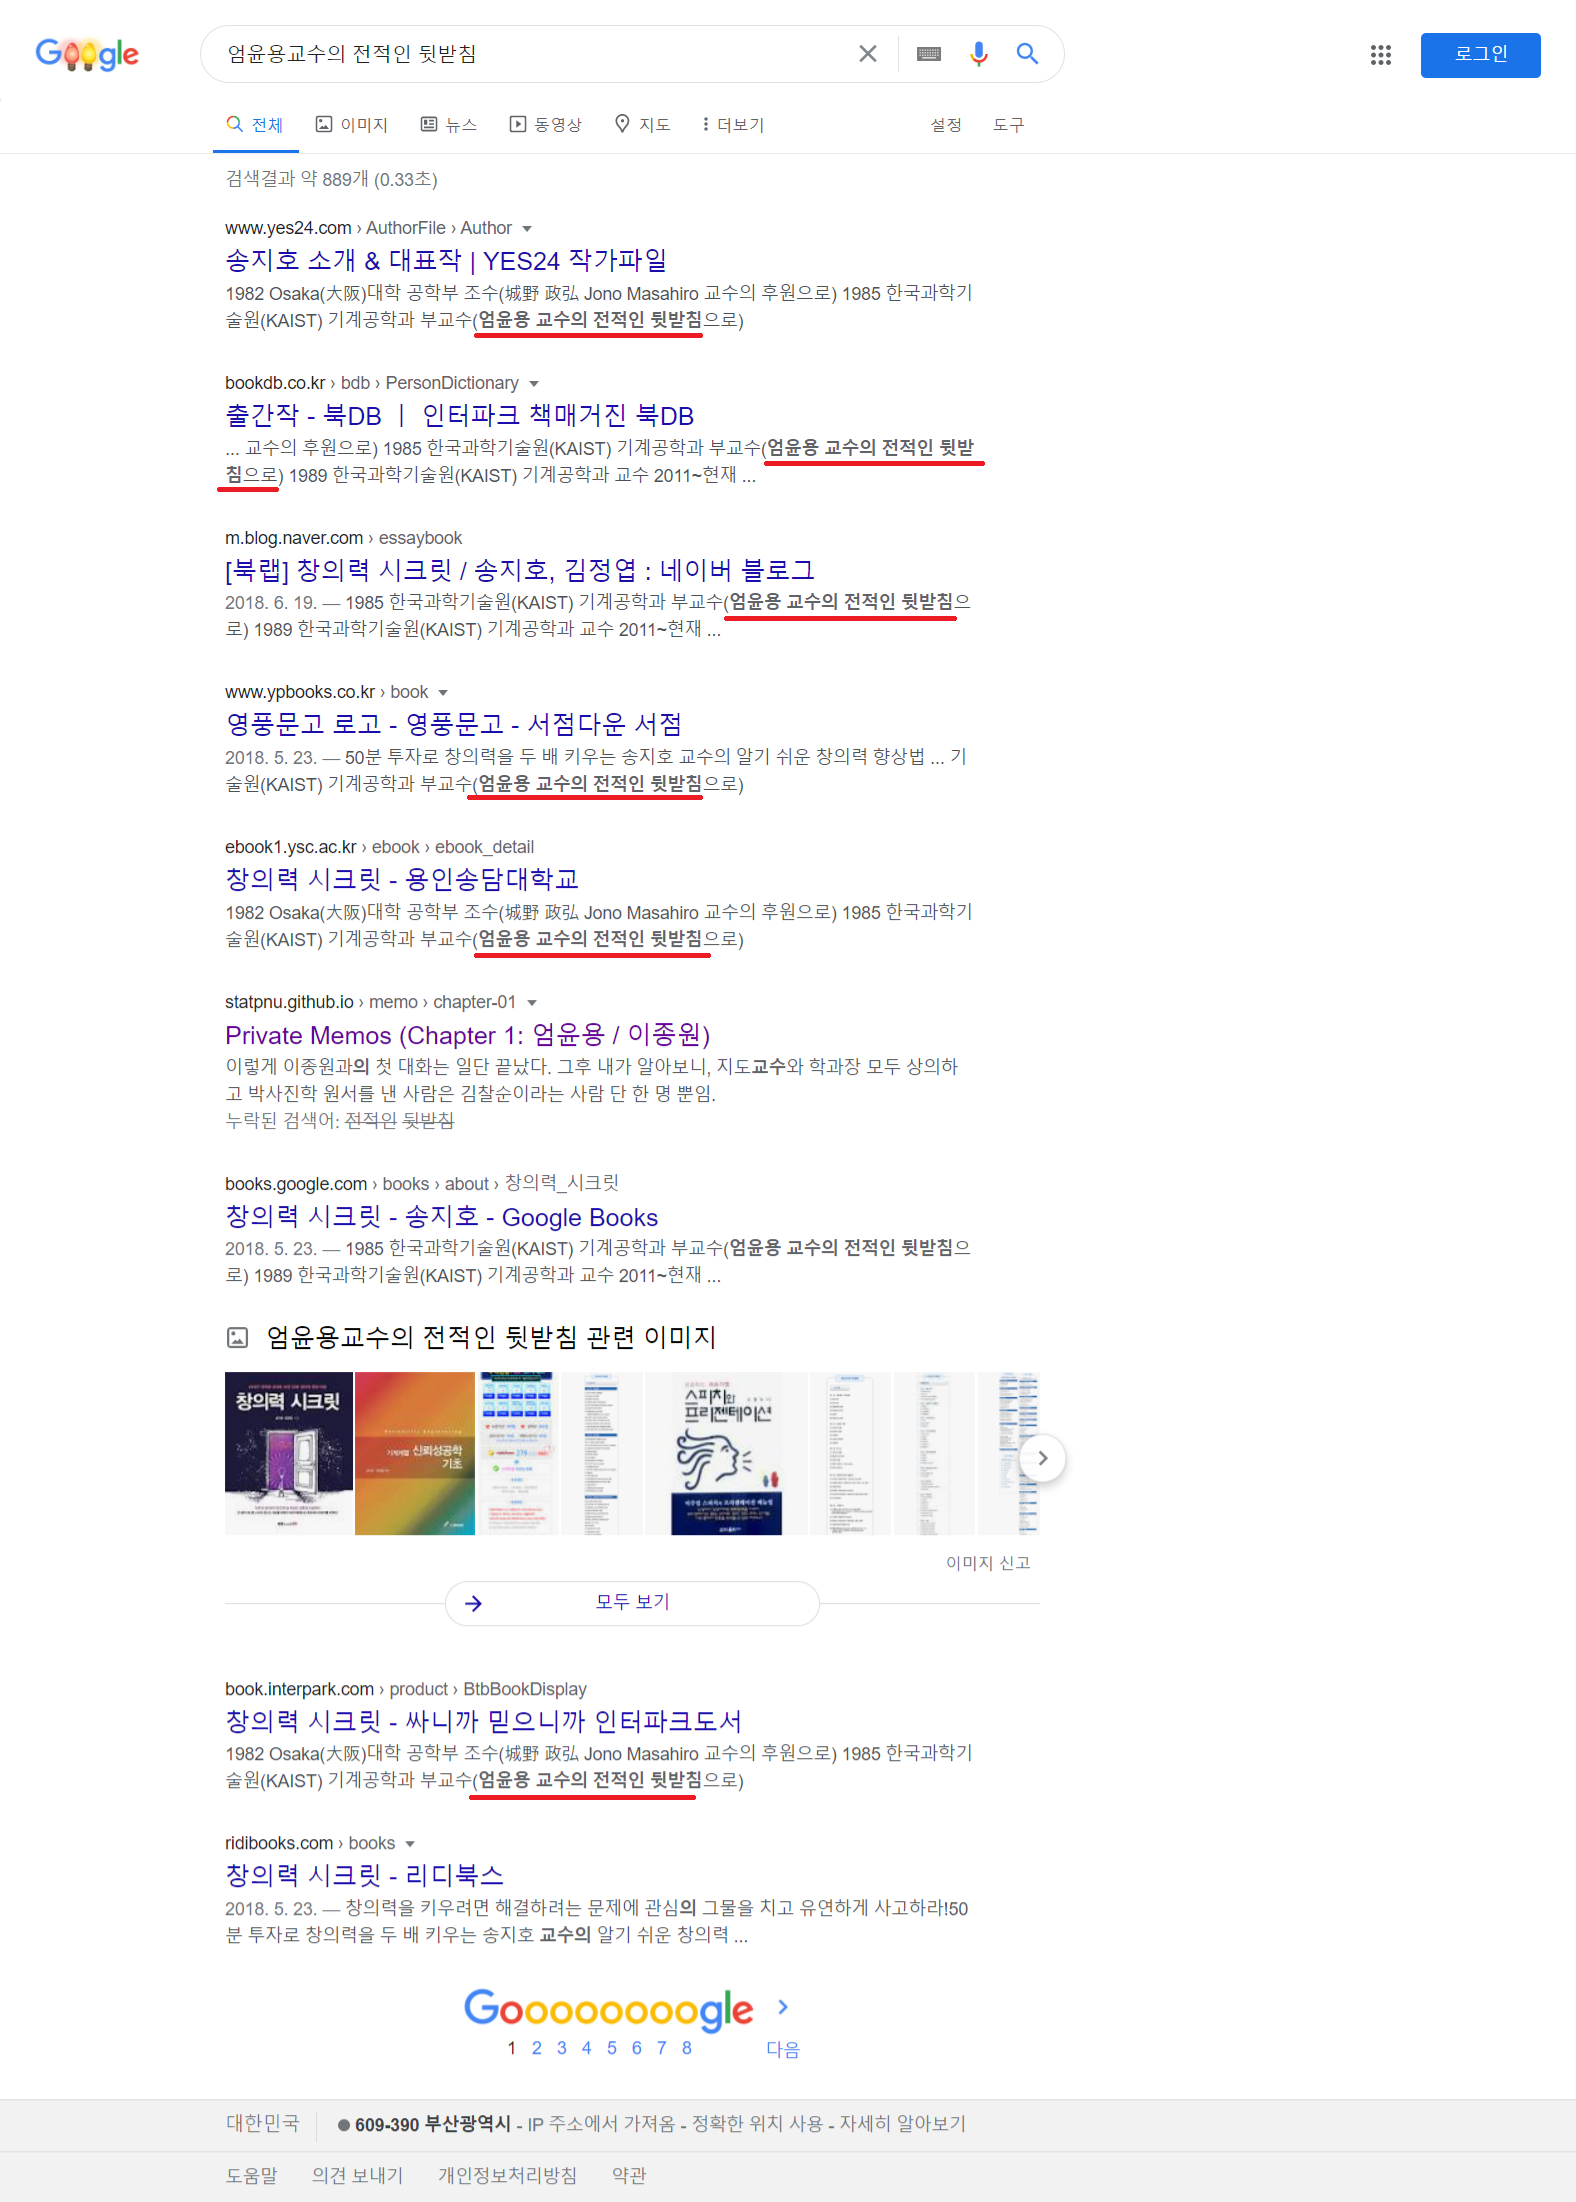 Google
엄윤용교수의 전적인 뒷받침
로그인
전체 이미지 뉴스 동영상 지도 더보기 설정 도구
검색결과 약 889개 (0.33초)
www.yes24.com › AuthorFile › Author
송지호 소개 & 대표작 | YES24 작가파일
1982 Osaka(大阪)대학 공학부 조수(城野 政弘 Jono Masahiro 교수의 후원으로) 1985 한국과학기
술원(KAIST) 기계공학과 부교수(엄윤용 교수의 전적인 뒷받침으로)
bookdb.co.kr › bdb › PersonDictionary
출간작 - 북DB ㅣ 인터파크 책매거진 북DB
... 교수의 후원으로) 1985 한국과학기술원(KAIST) 기계공학과 부교수(엄윤용 교수의 전적인 뒷받
침으로) 1989 한국과학기술원(KAIST) 기계공학과 교수 2011~현재 ...
m.blog.naver.com › essaybook
[북랩] 창의력 시크릿 / 송지호, 김정엽 : 네이버 블로그
2018. 6. 19. — 1985 한국과학기술원(KAIST) 기계공학과 부교수(엄윤용 교수의 전적인 뒷받침으
로) 1989 한국과학기술원(KAIST) 기계공학과 교수 2011~현재 ...
www.ypbooks.co.kr › book
영풍문고 로고 - 영풍문고 - 서점다운 서점
2018. 5. 23. — 50분 투자로 창의력을 두 배 키우는 송지호 교수의 알기 쉬운 창의력 향상법 ... 기
술원(KAIST) 기계공학과 부교수(엄윤용 교수의 전적인 뒷받침으로)
ebook1.ysc.ac.kr › ebook › ebook_detail
창의력 시크릿 - 용인송담대학교
1982 Osaka(大阪)대학 공학부 조수(城野 政弘 Jono Masahiro 교수의 후원으로) 1985 한국과학기
술원(KAIST) 기계공학과 부교수(엄윤용 교수의 전적인 뒷받침으로)
statpnu.github.io › memo › chapter-01
Private Memos (Chapter 1: 엄윤용 / 이종원)
이렇게 이종원과의 첫 대화는 일단 끝났다. 그후 내가 알아보니, 지도교수와 학과장 모두 상의하
고 박사진학 원서를 낸 사람은 김찰순이라는 사람 단 한 명 뿐임.
누락된 검색어: 전적인 뒷받침
books.google.com › books › about › 창의력_시크릿
창의력 시크릿 - 송지호 - Google Books
2018. 5. 23. — 1985 한국과학기술원(KAIST) 기계공학과 부교수(엄윤용 교수의 전적인 뒷받침으
로) 1989 한국과학기술원(KAIST) 기계공학과 교수 2011~현재 ...
엄윤용교수의 전적인 뒷받침 관련 이미지
창의력 시크릿
기계계열 신뢰성공학
기초
스피치와
프리젠테이션
이미지 신고
모두 보기
book.interpark.com › product › BtbBookDisplay
창의력 시크릿 - 싸니까 믿으니까 인터파크도서
1982 Osaka(大阪)대학 공학부 조수(城野 政弘 Jono Masahiro 교수의 후원으로) 1985 한국과학기
술원(KAIST) 기계공학과 부교수(엄윤용 교수의 전적인 뒷받침으로)
ridibooks.com › books
창의력 시크릿 - 리디북스
2018. 5. 23. — 창의력을 키우려면 해결하려는 문제에 관심의 그물을 치고 유연하게 사고하라!50
분 투자로 창의력을 두 배 키우는 송지호 교수의 알기 쉬운 창의력 ...
Goooooooogle
1 2 3 4 5 6 7 8 다음
대한민국 609-390 부산광역시 - IP 주소에서 가져옴 - 정확한 위치 사용 - 자세히 알아보기
도움말 의견 보내기 개인정보처리방침 약관